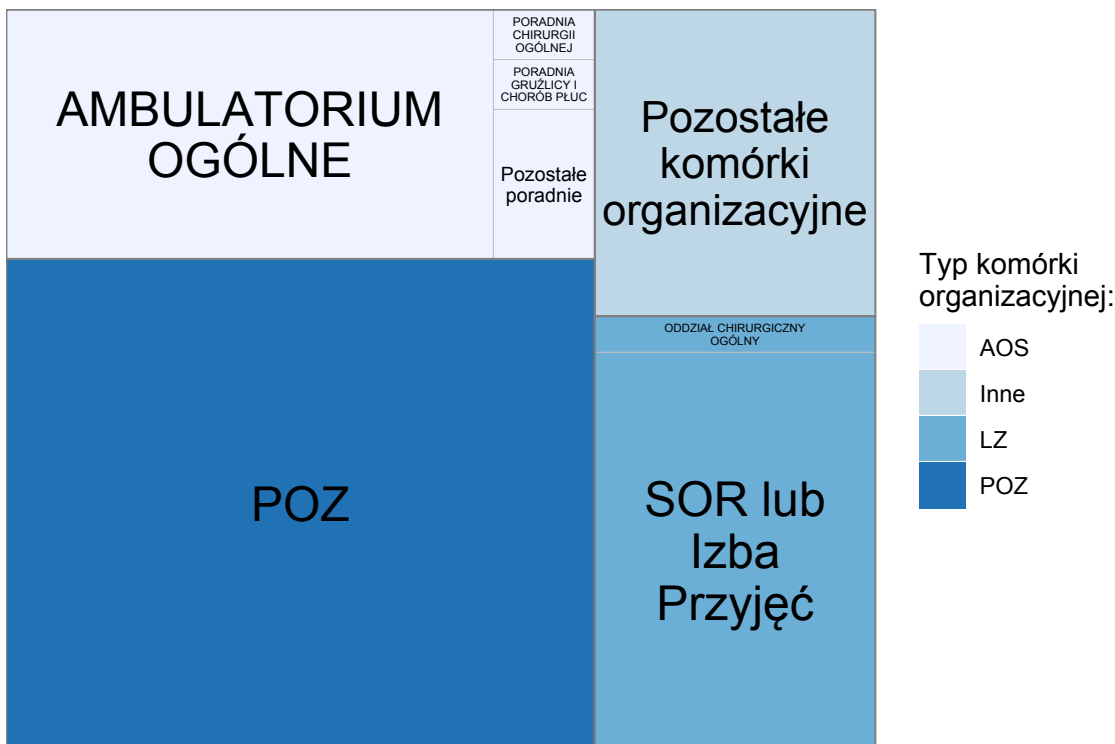 AMBULATORIUM
OGÓLNE
PORADNIA
CHIRURGII
OGÓLNEJ
PORADNIA
GRUŹLICY I
CHORÓB PŁUC
Pozostałe
poradnie
Pozostałe
komórki
organizacyjne
POZ
ODDZIAŁ CHIRURGICZNY
OGÓLNY
SOR lub
Izba
Przyjęć
Typ komórki
organizacyjnej:
AOS
Inne
LZ
POZ